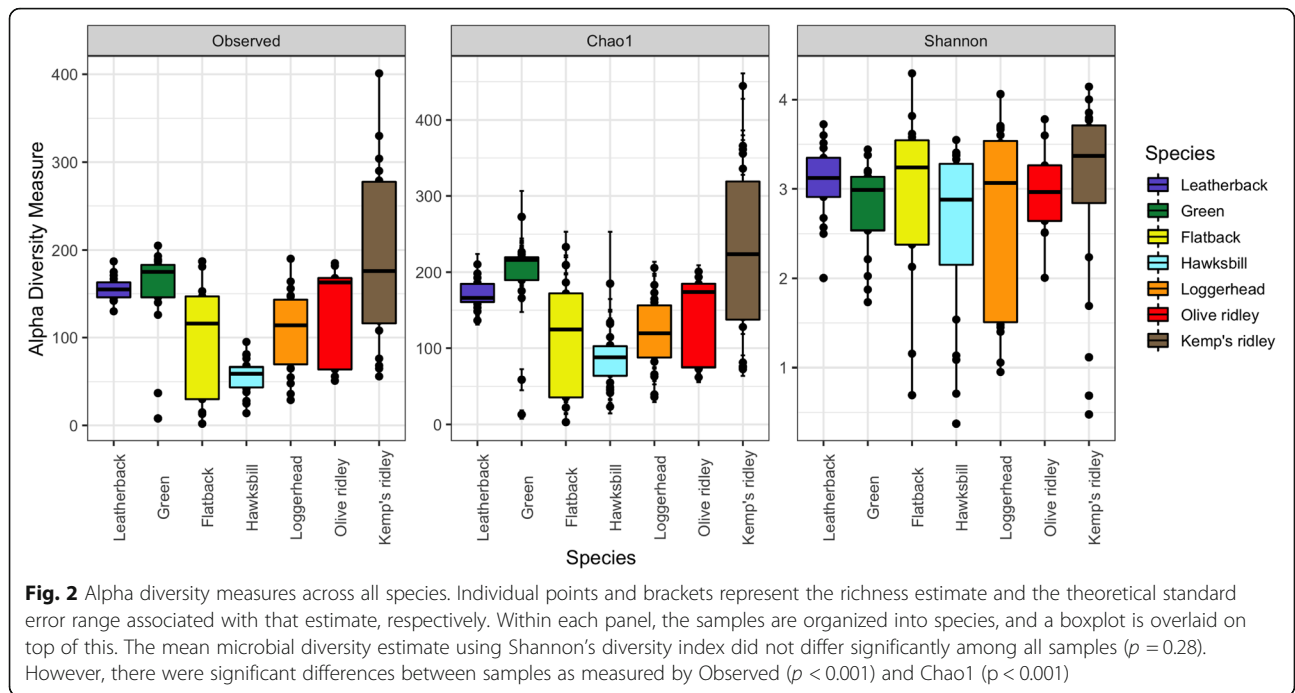 Observed
Chao1
Shannon
Alpha Diversity Measure
400
300
200
100
0
400
300
200
100
0
4
3
2
1
Leatherback
Green
Flatback
Hawksbill
Loggerhead
Olive ridley
Kemp's ridley
Leatherback
Green
Flatback
Hawksbill
Loggerhead
Olive ridley
Kemp's ridley
Leatherback
Green
Flatback
Hawksbill
Loggerhead
Olive ridley
Kemp's ridley
Species
Species
Leatherback
Green
Flatback
Hawksbill
Loggerhead
Olive ridley
Kemp's ridley
Fig. 2 Alpha diversity measures across all species. Individual points and brackets represent the richness estimate and the theoretical standard
error range associated with that estimate, respectively. Within each panel, the samples are organized into species, and a boxplot is overlaid on
top of this. The mean microbial diversity estimate using Shannon's diversity index did not differ significantly among all samples (p = 0.28).
However, there were significant differences between samples as measured by Observed (p < 0.001) and Chao1 (p < 0.001)